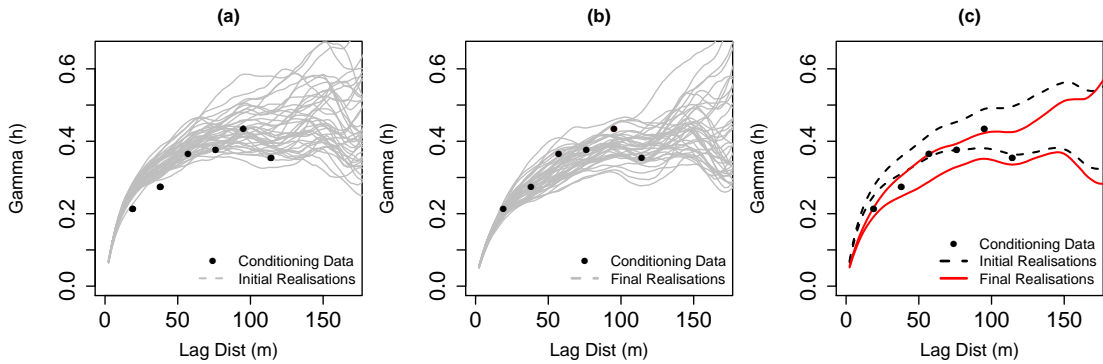 (a)
Gamma (h)
0.0 0.2 0.4 0.6
Conditioning Data
Initial Realisations
0 50 100 150
Lag Dist (m)
(b)
Gamma (h)
0.0 0.2 0.4 0.6
Conditioning Data
Final Realisations
0 50 100 150
Lag Dist (m)
(c)
Gamma (h)
0.0 0.2 0.4 0.6
Conditioning Data
Initial Realisations
Final Realisations
0 50 100 150
Lag Dist (m)